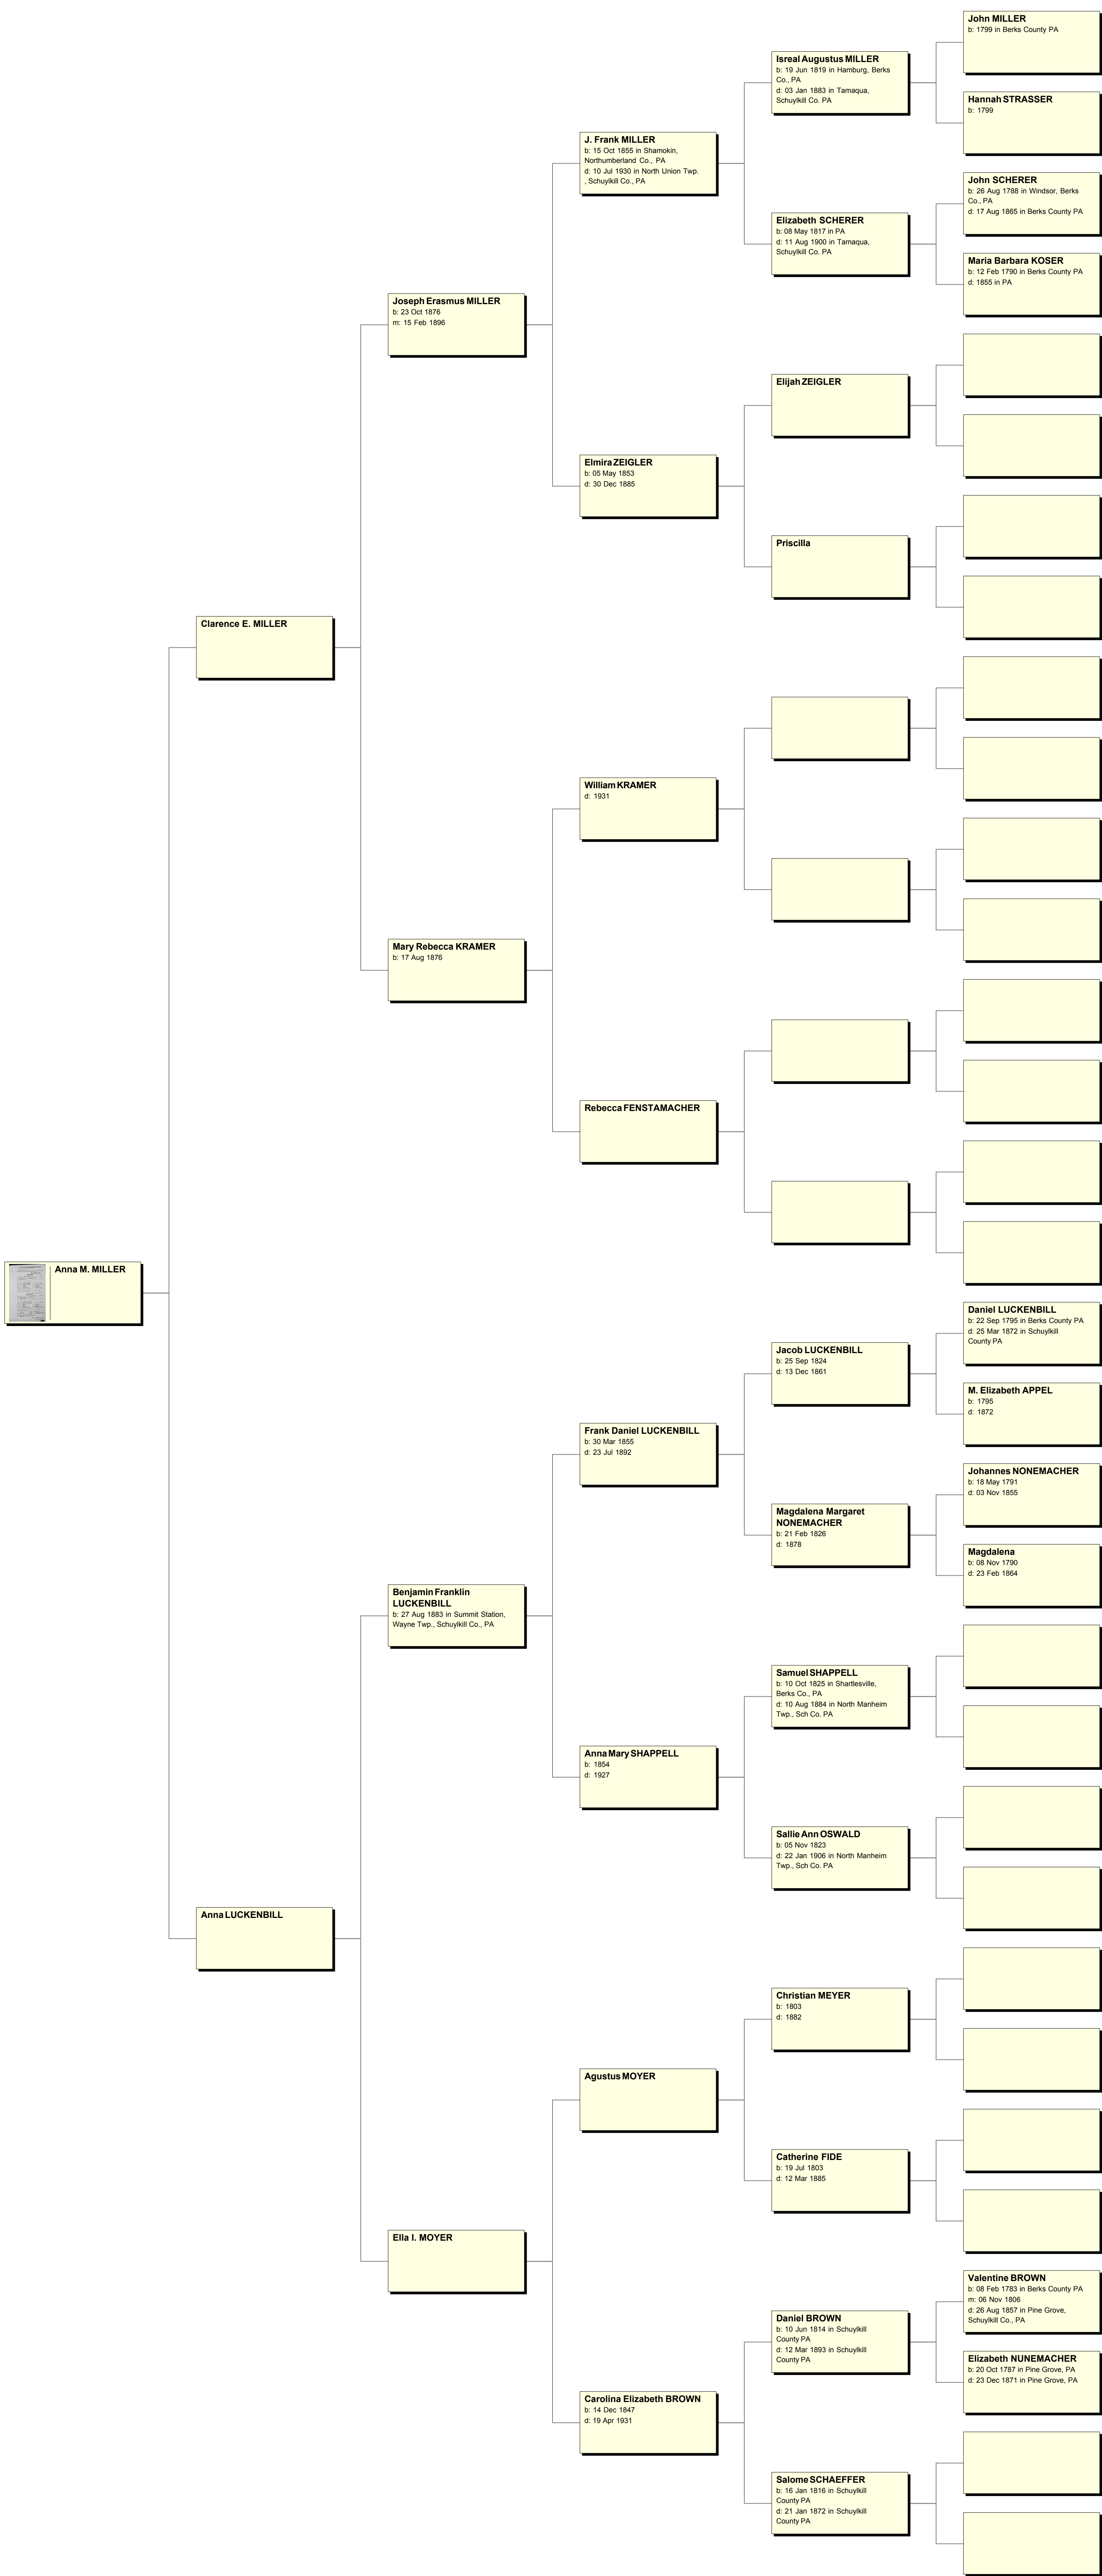 John MILLER
b: 1799 in Berks County PA
Isreal Augustus MILLER
b: 19 Jun 1819 in Hamburg, Berks
Co., PA
d: 03 Jan 1883 in Tamaqua,
Schuylkill Co. PA
Hannah STRASSER
b: 1799
J. Frank MILLER
b: 15 Oct 1855 in Shamokin,
Northumberland Co., PA
d: 10 Jul 1930 in North Union Twp.
, Schuylkill Co., PA
John SCHERER
b: 26 Aug 1788 in Windsor, Berks
Co., PA
d: 17 Aug 1865 in Berks County PA
Elizabeth SCHERER
b: 08 May 1817 in PA
d: 11 Aug 1900 in Tamaqua,
Schuylkill Co. PA
Maria Barbara KOSER
b: 12 Feb 1790 in Berks County PA
d: 1855 in PA
Joseph Erasmus MILLER
b: 23 Oct 1876
m: 15 Feb 1896
Elijah ZEIGLER
Elmira ZEIGLER
b: 05 May 1853
d: 30 Dec 1885
Priscilla
Clarence E. MILLER
William KRAMER
d: 1931
Mary Rebecca KRAMER
b: 17 Aug 1876
Rebecca FENSTAMACHER
Anna M. MILLER
Daniel LUCKENBILL
b: 22 Sep 1795 in Berks County PA
d: 25 Mar 1872 in Schuylkill
County PA
Jacob LUCKENBILL
b: 25 Sep 1824
d: 13 Dec 1861
M. Elizabeth APPEL
b: 1795
d: 1872
Frank Daniel LUCKENBILL
b: 30 Mar 1855
d: 23 Jul 1892
Johannes NONEMACHER
b: 18 May 1791
d: 03 Nov 1855
Magdalena Margaret
NONEMACHER
b: 21 Feb 1826
d: 1878
Magdalena
b: 08 Nov 1790
d: 23 Feb 1864
Benjamin Franklin
LUCKENBILL
b: 27 Aug 1883 in Summit Station,
Wayne Twp., Schuylkill Co., PA
Samuel SHAPPELL
b: 10 Oct 1825 in Shartlesville,
Berks Co., PA
d: 10 Aug 1884 in North Manheim
Twp., Sch Co. PA
Anna Mary SHAPPELL
b: 1854
d: 1927
Sallie Ann OSWALD
b: 05 Nov 1823
d: 22 Jan 1906 in North Manheim
Twp., Sch Co. PA
Anna LUCKENBILL
Christian MEYER
b: 1803
d: 1882
Agustus MOYER
Catherine FIDE
b: 19 Jul 1803
d: 12 Mar 1885
Ella I. MOYER
Valentine BROWN
b: 08 Feb 1783 in Berks County PA
m: 06 Nov 1806
d: 26 Aug 1857 in Pine Grove,
Schuylkill Co., PA
Daniel BROWN
b: 10 Jun 1814 in Schuylkill
County PA
d: 12 Mar 1893 in Schuylkill
County PA
Elizabeth NUNEMACHER
b: 20 Oct 1787 in Pine Grove, PA
d: 23 Dec 1871 in Pine Grove, PA
Carolina Elizabeth BROWN
b: 14 Dec 1847
d: 19 Apr 1931
Salome SCHAEFFER
b: 16 Jan 1816 in Schuylkill
County PA
d: 21 Jan 1872 in Schuylkill
County PA